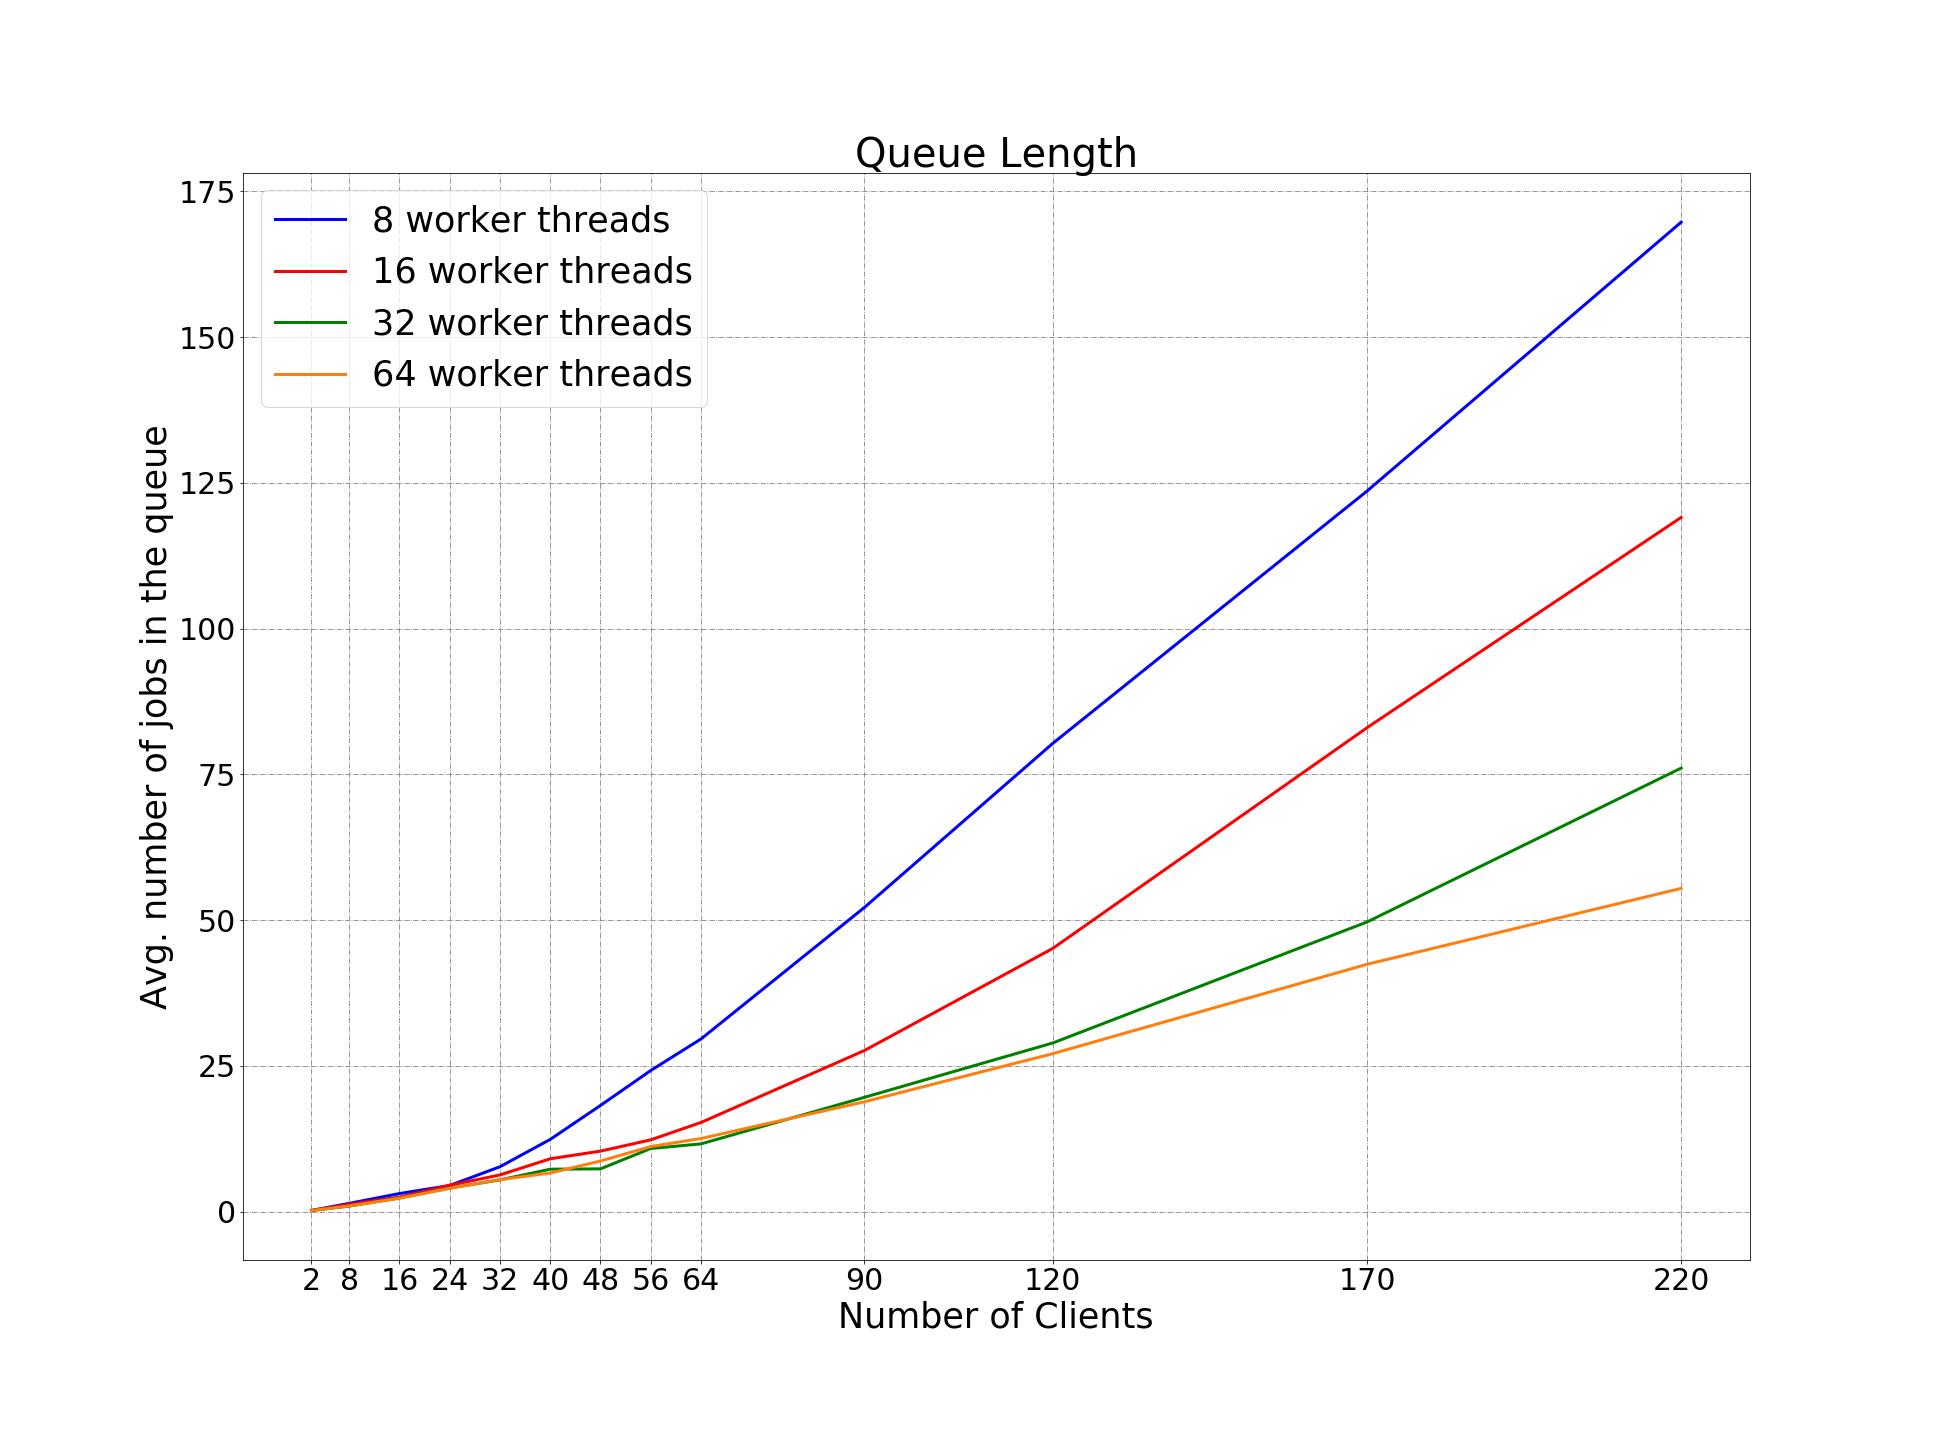 Queue Length
8 worker threads
16 worker threads
32 worker threads
64 worker threads
175
150
125
100
75
50
25
0
Avg. number of jobs in the queue
2 8 16 24 32 40 48 56 64 90 120 170 220
Number of Clients